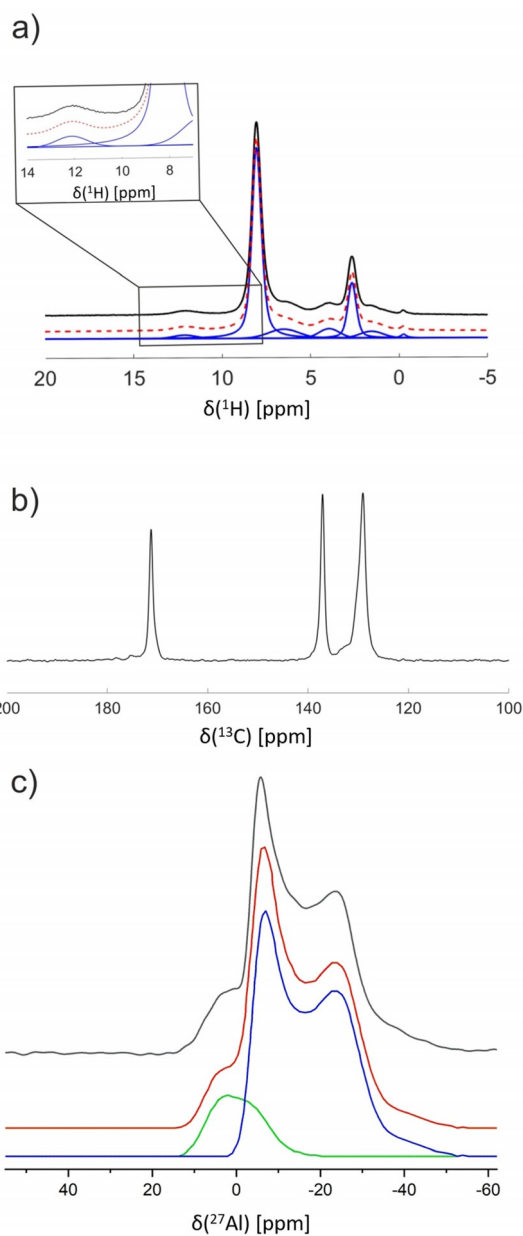 a)
14 12 10 8
δ(¹H) [ppm]
20 15 10 5 0 -5
δ(¹H) [ppm]
b)
200 180 160 140 120 100
δ(¹³C) [ppm]
c)
40 20 0 -20 -40 -60
δ(²⁷Al) [ppm]